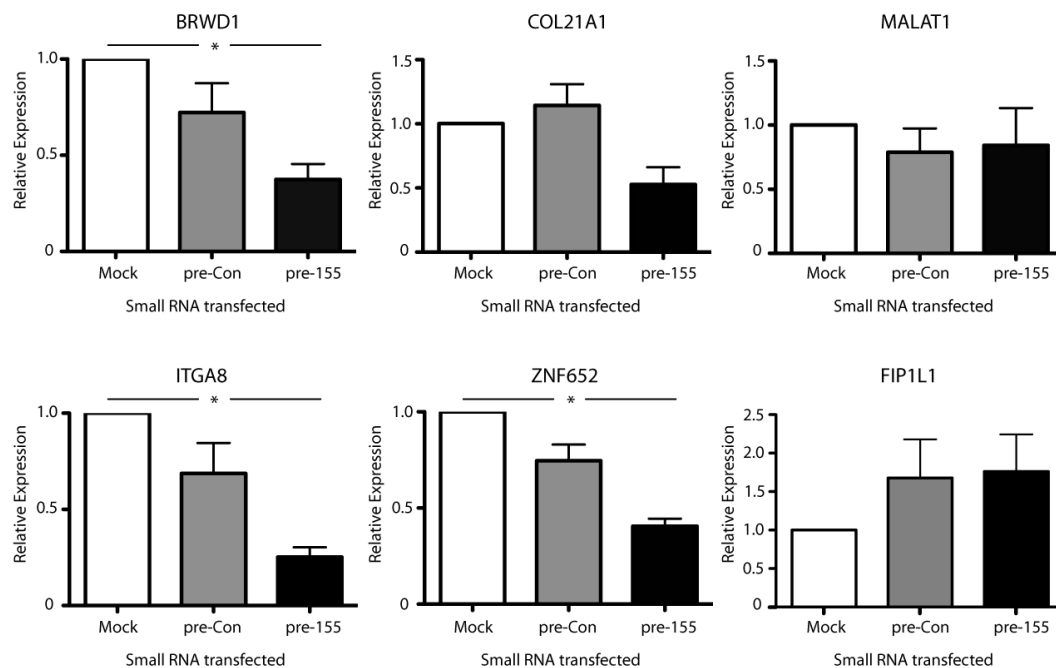 BRWD1
*
Relative Expression
1.0
0.5
0
Mock pre-Con pre-155
Small RNA transfected
COL21A1
Relative Expression
1.5
1.0
0.5
0
Mock pre-Con pre-155
Small RNA transfected
MALAT1
Relative Expression
1.5
1.0
0.5
0
Mock pre-Con pre-155
Small RNA transfected
ITGA8
*
Relative Expression
1.0
0.5
0
Mock pre-Con pre-155
Small RNA transfected
ZNF652
*
Relative Expression
1.0
0.5
0
Mock pre-Con pre-155
Small RNA transfected
FIP1L1
Relative Expression
2.5
2.0
1.5
1.0
0.5
0
Mock pre-Con pre-155
Small RNA transfected